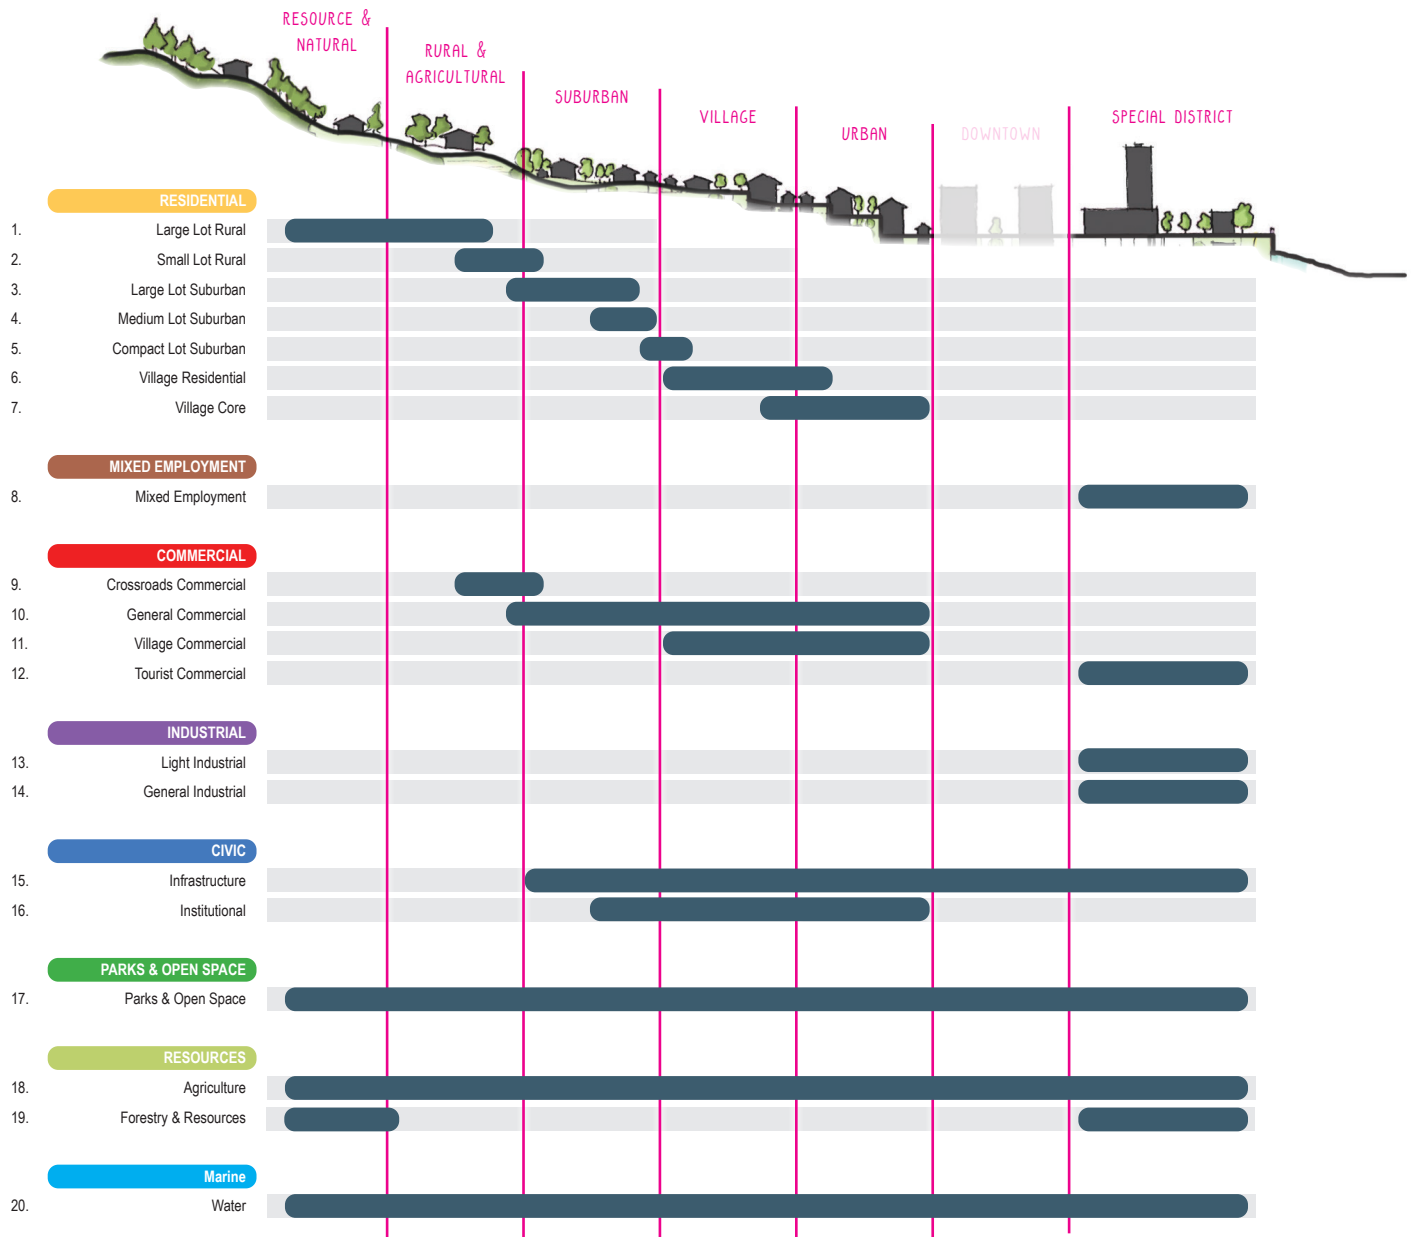 RESOURCE &
NATURAL
RURAL &
AGRICULTURAL
SUBURBAN
VILLAGE
URBAN
DOWNTOWN
SPECIAL DISTRICT
RESIDENTIAL
1. Large Lot Rural
2. Small Lot Rural
3. Large Lot Suburban
4. Medium Lot Suburban
5. Compact Lot Suburban
6. Village Residential
7. Village Core
MIXED EMPLOYMENT
8. Mixed Employment
COMMERCIAL
9. Crossroads Commercial
10. General Commercial
11. Village Commercial
12. Tourist Commercial
INDUSTRIAL
13. Light Industrial
14. General Industrial
CIVIC
15. Infrastructure
16. Institutional
PARKS & OPEN SPACE
17. Parks & Open Space
RESOURCES
18. Agriculture
19. Forestry & Resources
Marine
20. Water